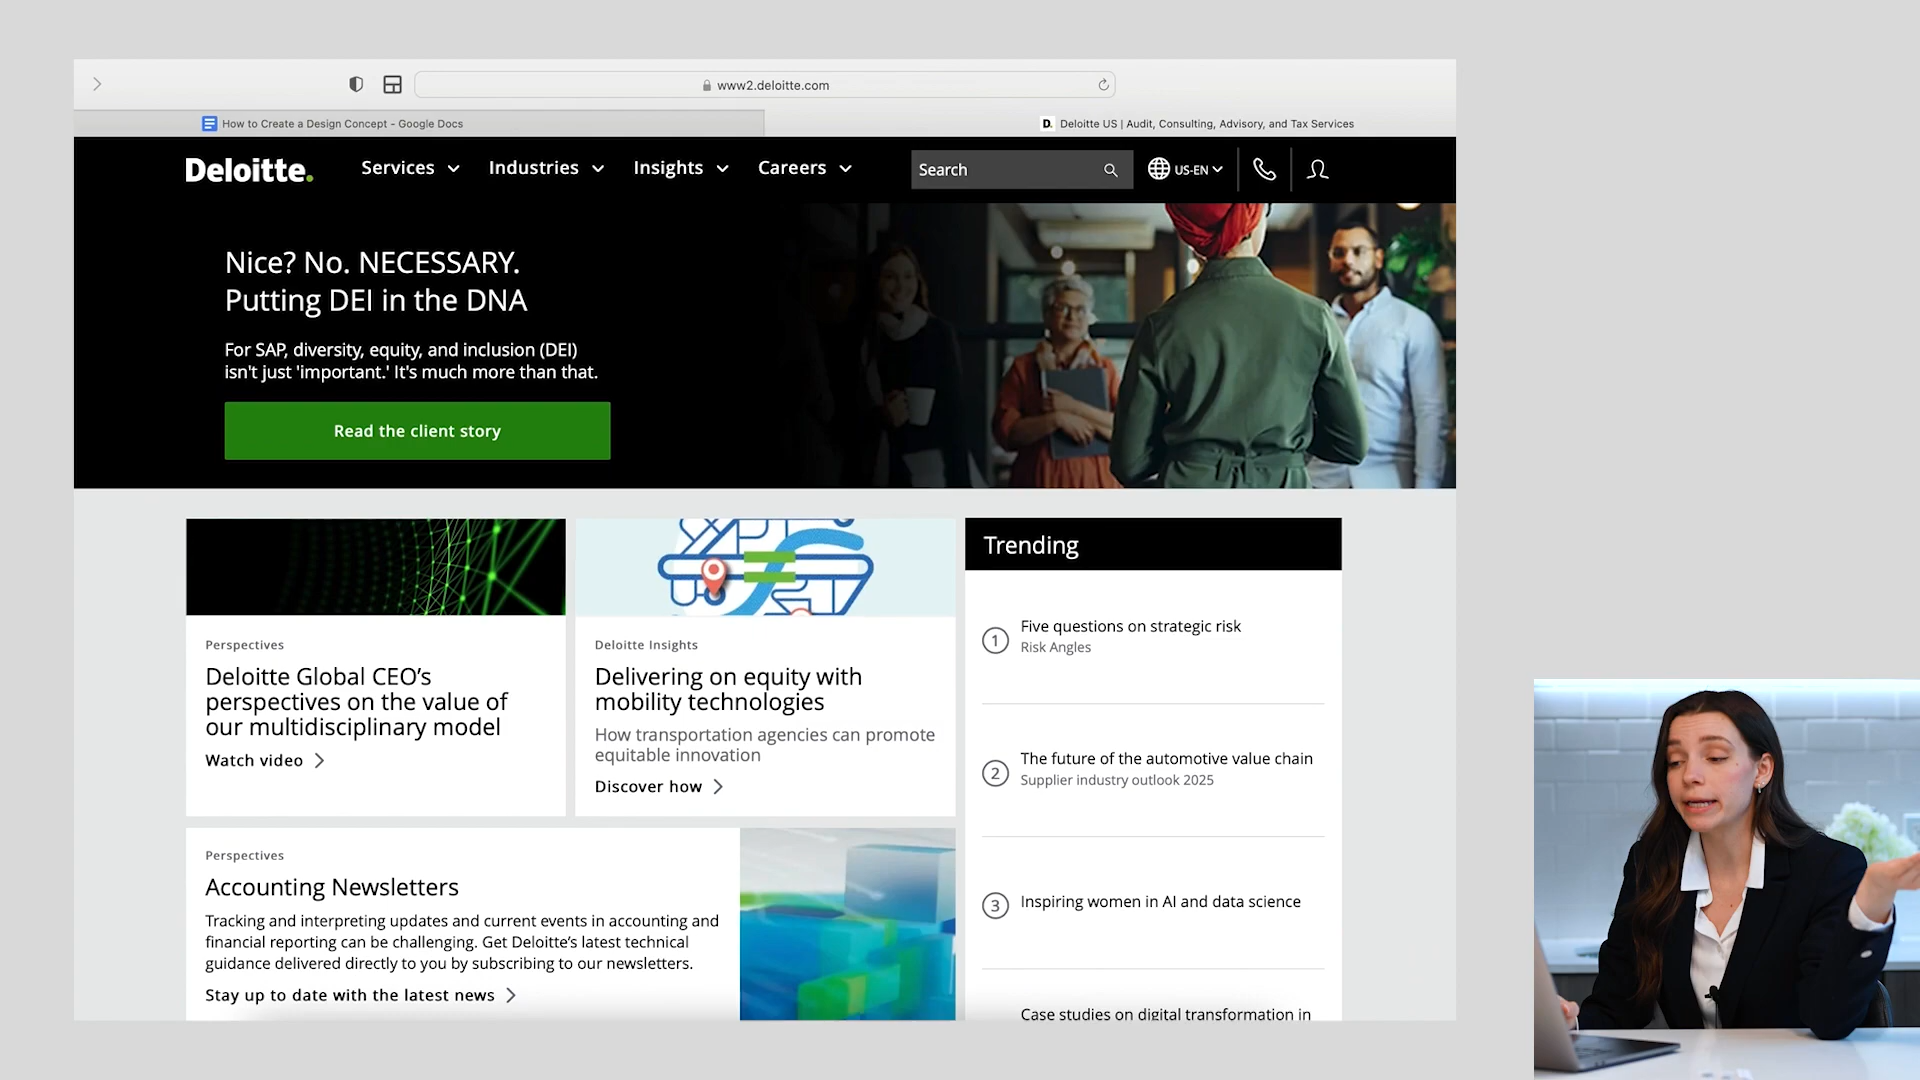 www2.deloitte.com
How to Create a Design Concept - Google Docs
D. Deloitte US | Audit, Consulting, Advisory, and Tax Services
Deloitte.
Services
Industries
Insights
Careers
Search
US-EN
Nice? No. NECESSARY.
Putting DEI in the DNA
For SAP, diversity, equity, and inclusion (DEI)
isn't just 'important.' It's much more than that.
Read the client story
Perspectives
Deloitte Global CEO’s
perspectives on the value of
our multidisciplinary model
Watch video
Deloitte Insights
Delivering on equity with
mobility technologies
How transportation agencies can promote
equitable innovation
Discover how
Perspectives
Accounting Newsletters
Tracking and interpreting updates and current events in accounting and
financial reporting can be challenging. Get Deloitte’s latest technical
guidance delivered directly to you by subscribing to our newsletters.
Stay up to date with the latest news
Trending
1
Five questions on strategic risk
Risk Angles
2
The future of the automotive value chain
Supplier industry outlook 2025
3
Inspiring women in AI and data science
Case studies on digital transformation in